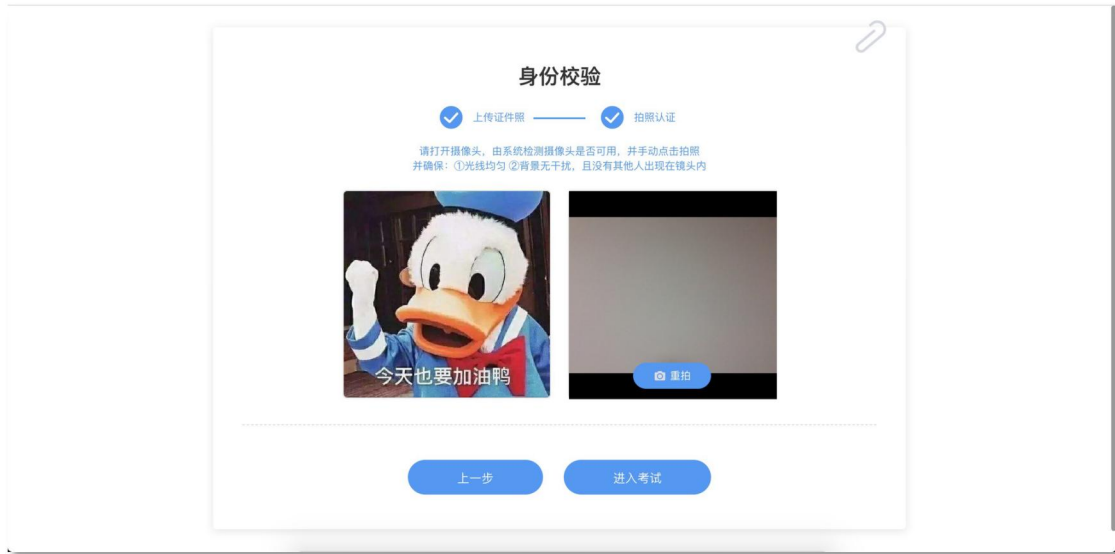 身份校验
上传证件照
拍照认证
请打开摄像头，由系统检测摄像头是否可用，并手动点击拍照
并确保：①光线均匀 ②背景无干扰，且没有其他人出现在镜头内
今天也要加油鸭
重拍
上一步
进入考试